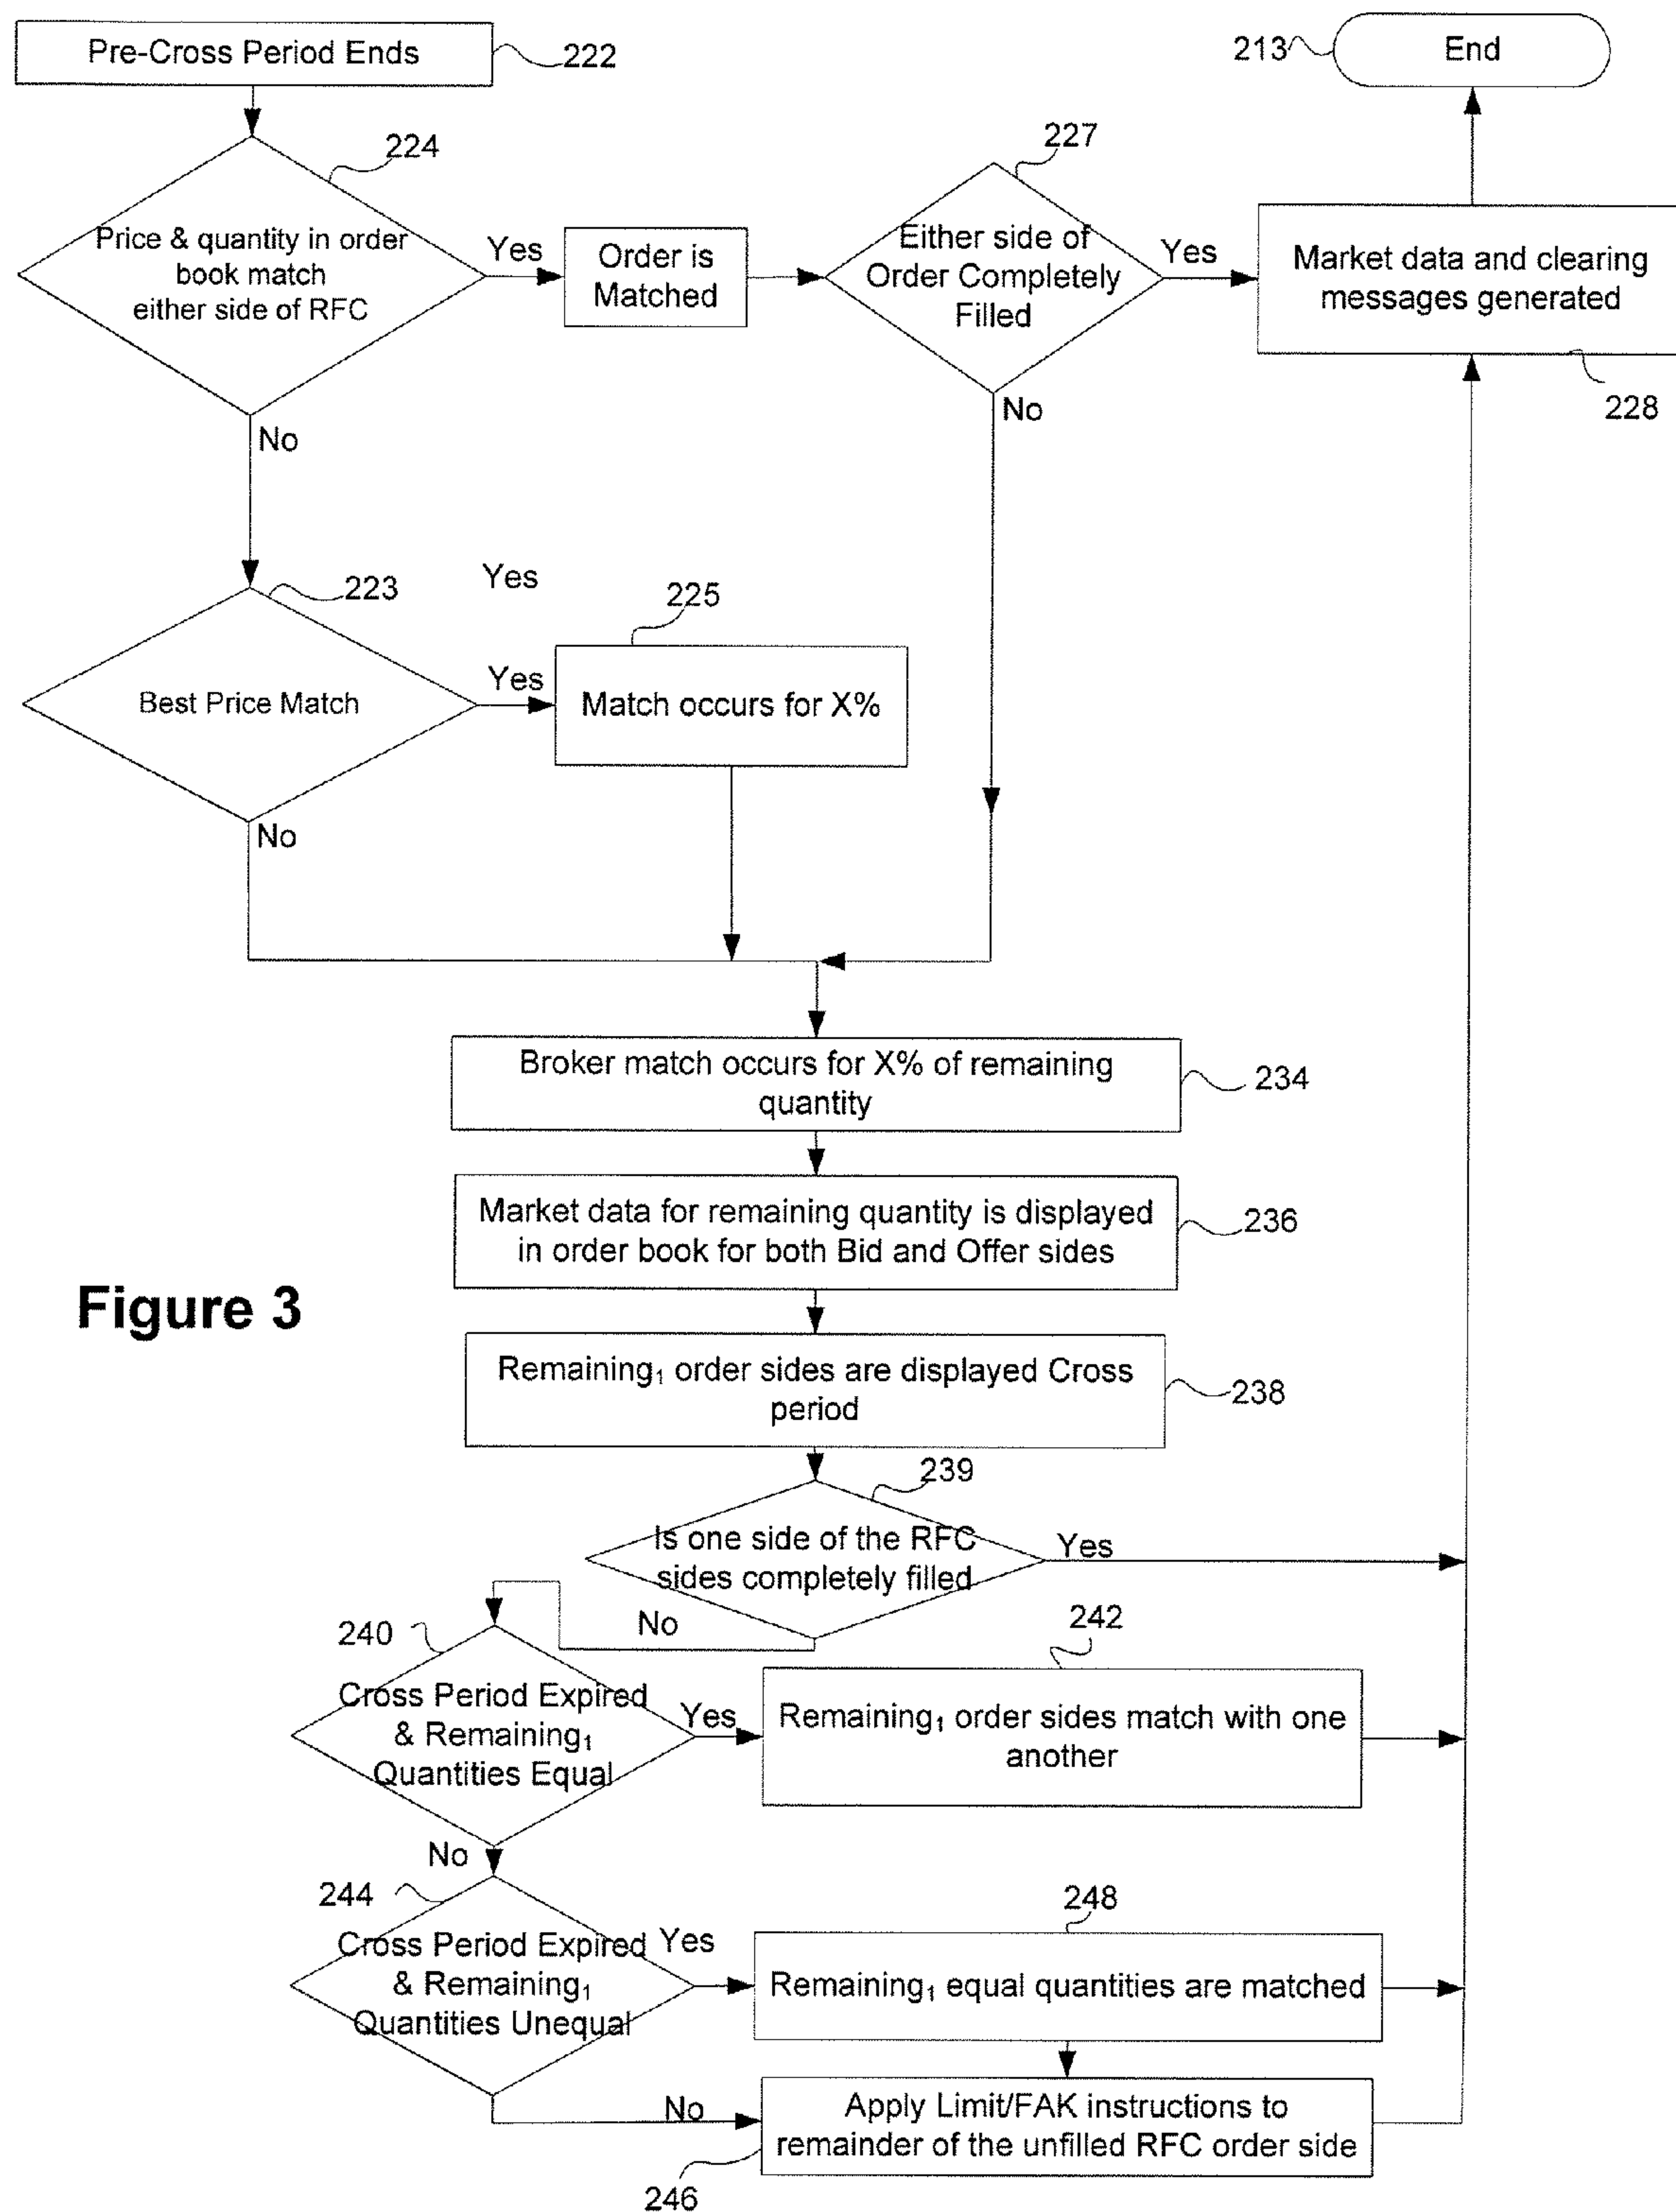 Pre-Cross Period Ends
222
213
End
224
227
Price & quantity in order
book match
either side of RFC
Yes
Order is
Matched
Either side of
Order Completely
Filled
Yes
Market data and clearing
messages generated
228
No
No
223
Yes
225
Best Price Match
Yes
Match occurs for X%
No
Broker match occurs for X% of remaining
quantity
234
Market data for remaining quantity is displayed
in order book for both Bid and Offer sides
236
Figure 3
Remaining₁ order sides are displayed Cross
period
238
239
Is one side of the RFC
sides completely filled
Yes
No
240
242
Cross Period Expired
& Remaining₁
Quantities Equal
Yes
Remaining₁ order sides match with one
another
No
244
248
Cross Period Expired
& Remaining₁
Quantities Unequal
Yes
Remaining₁ equal quantities are matched
No
Apply Limit/FAK instructions to
remainder of the unfilled RFC order side
246